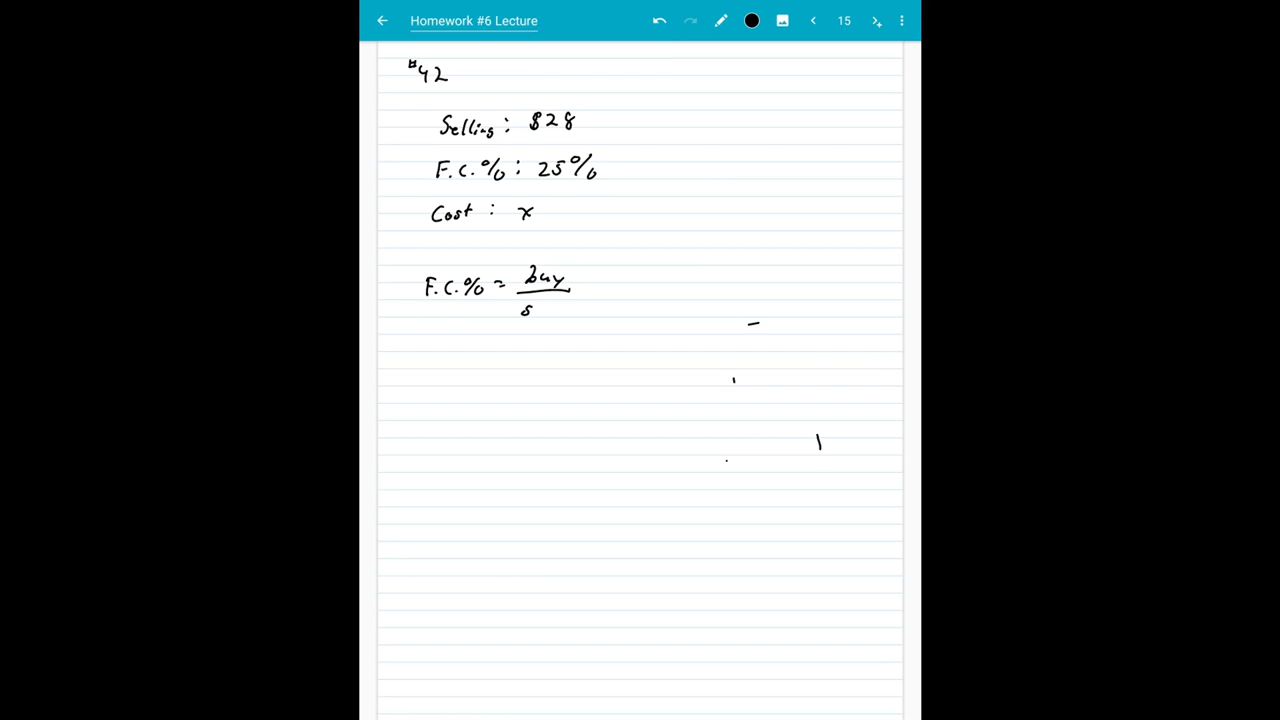 Homework #6 Lecture
15
#42
Selling: $28
F.C.%: 25%
Cost: x
F.C.% = buy
s